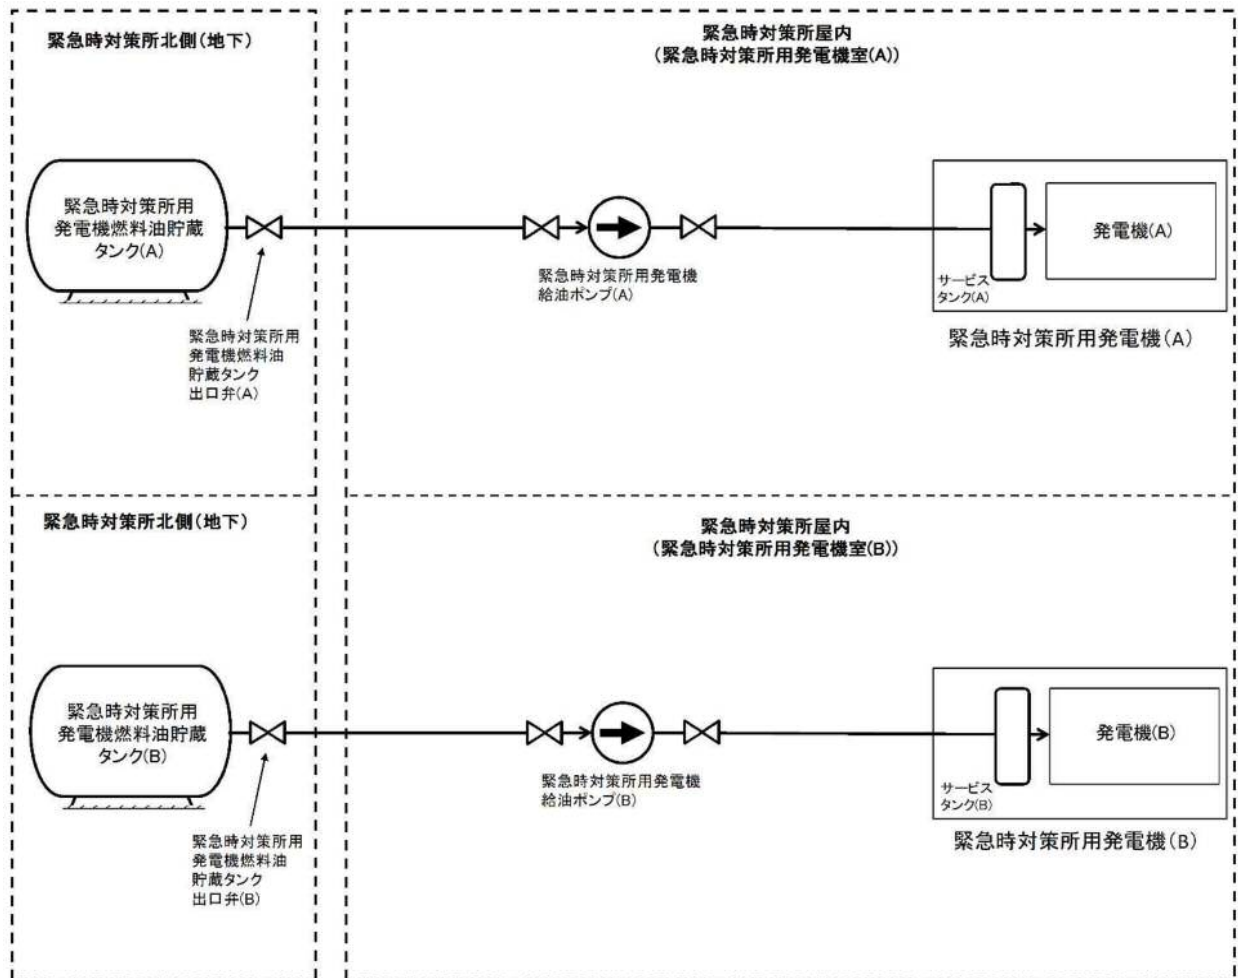 緊急時対策所北側(地下)
緊急時対策所屋内
(緊急時対策所用発電機室(A))
緊急時対策所用
発電機燃料油貯蔵
タンク(A)
緊急時対策所用
発電機燃料油
貯蔵タンク
出口弁(A)
緊急時対策所用発電機
給油ポンプ(A)
サービス
タンク(A)
発電機(A)
緊急時対策所用発電機(A)
緊急時対策所北側(地下)
緊急時対策所屋内
(緊急時対策所用発電機室(B))
緊急時対策所用
発電機燃料油貯蔵
タンク(B)
緊急時対策所用
発電機燃料油
貯蔵タンク
出口弁(B)
緊急時対策所用発電機
給油ポンプ(B)
サービス
タンク(B)
発電機(B)
緊急時対策所用発電機(B)